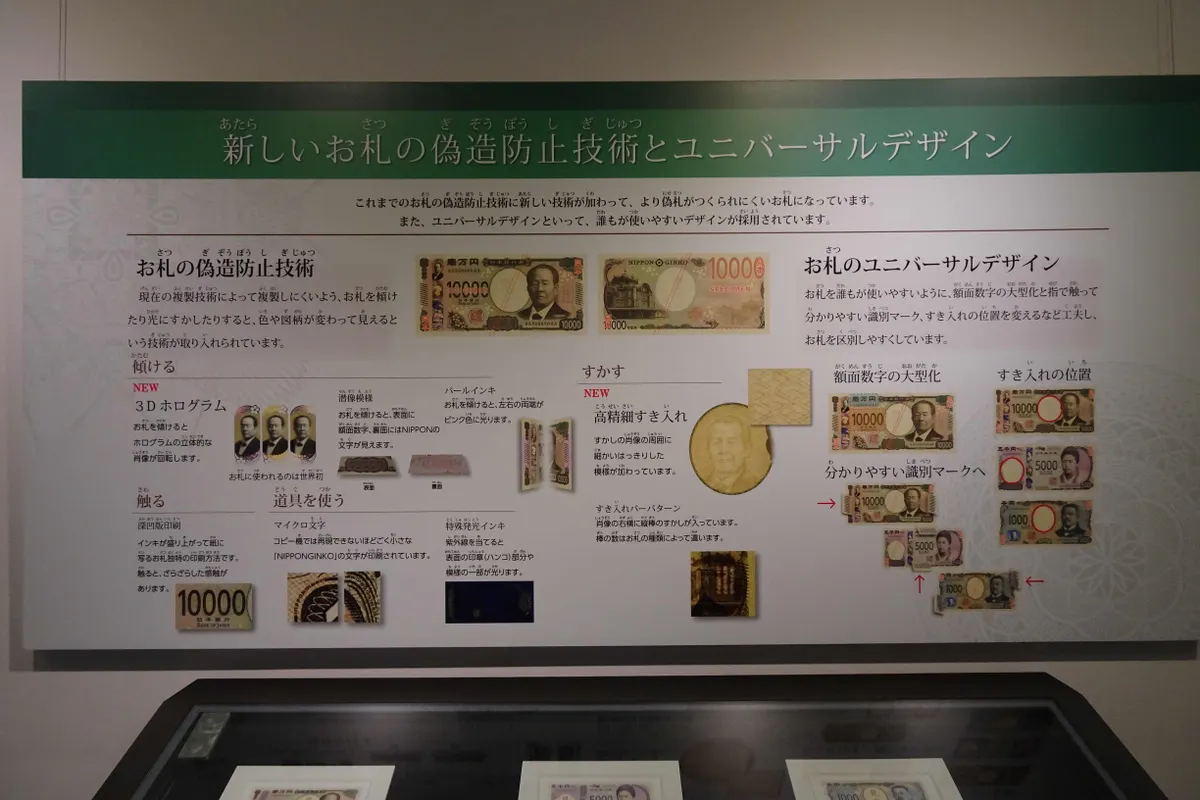 新しいお札の偽造防止技術とユニバーサルデザイン
これまでのお札の偽造防止技術に新しい技術が加わって、より偽札がつくられにくいお札になっています。
また、ユニバーサルデザインといって、誰もが使いやすいデザインが採用されています。
お札の偽造防止技術
現在の複製技術によって複製しにくいよう、お札を傾け
たり光にすかしたりすると、色や図柄が変わって見えると
いう技術が取り入れられています。
傾ける
NEW
3Dホログラム
お札を傾けると
ホログラムの立体的な
肖像が回転します。
お札に使われるのは世界初
潜像模様
お札を傾けると、表面に
額面数字、裏面にはNIPPONの
文字が見えます。
表面
裏面
パールインキ
お札を傾けると、左右の両端が
ピンク色に光ります。
触る
深凹版印刷
インキが盛り上がって紙に
写るお札独特の印刷方法です。
触ると、ざらざらした感触が
あります。
10000
日本銀行
BANK OF JAPAN
道具を使う
マイクロ文字
コピー機では再現できないほどごく小さな
「NIPPONGINKO」の文字が印刷されています。
特殊発光インキ
紫外線を当てると
表面の印章(ハンコ)部分や
模様の一部が光ります。
壱万円
10000
10000
NIPPON GINKO
10000
SPECIMEN
10000
すかす
NEW
高精細すき入れ
すかしの肖像の周囲に
細かいはっきりした
模様が加わっています。
すき入れバーパターン
肖像の右横に縦棒のすかしが入っています。
棒の数はお札の種類によって違います。
お札のユニバーサルデザイン
お札を誰もが使いやすいように、額面数字の大型化と指で触って
分かりやすい識別マーク、すき入れの位置を変えるなど工夫し、
お札を区別しやすくしています。
額面数字の大型化
壱万円
10000
分かりやすい識別マークへ
10000
5000
1000
すき入れの位置
10000
5000
1000
5000